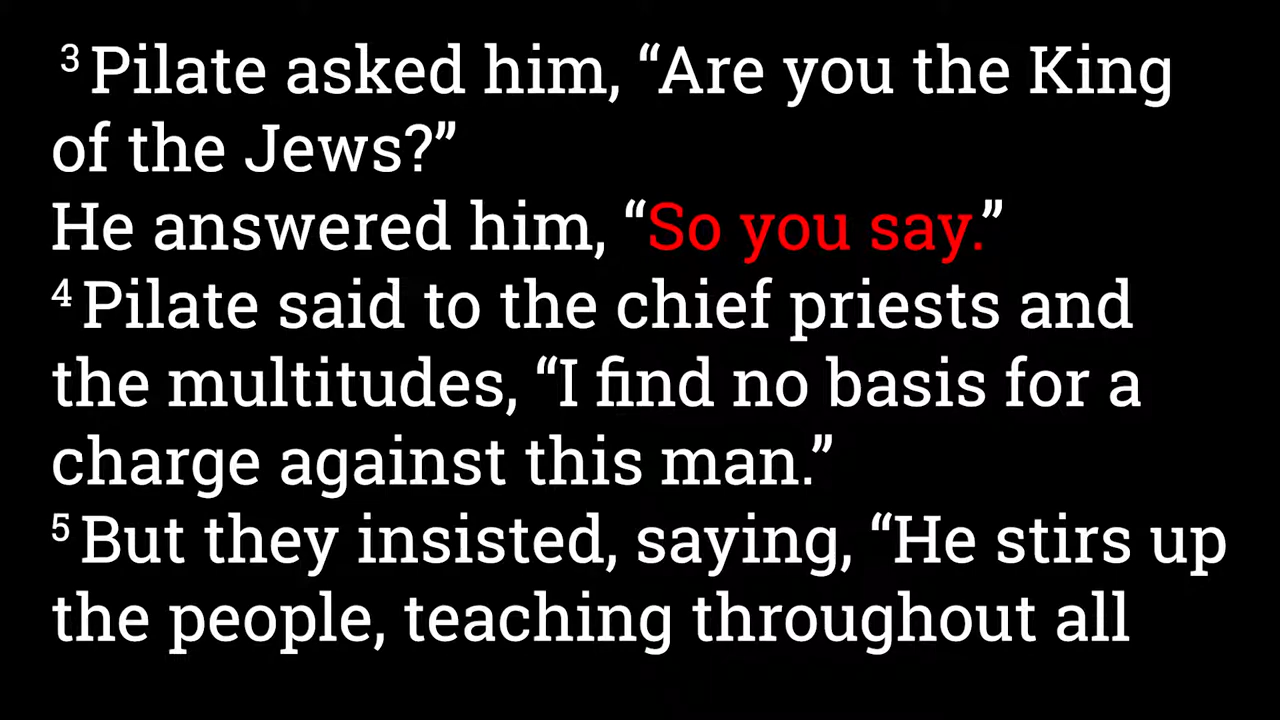 3 Pilate asked him, “Are you the King
of the Jews?”
He answered him, “So you say.”
4 Pilate said to the chief priests and
the multitudes, “I find no basis for a
charge against this man.”
5 But they insisted, saying, “He stirs up
the people, teaching throughout all